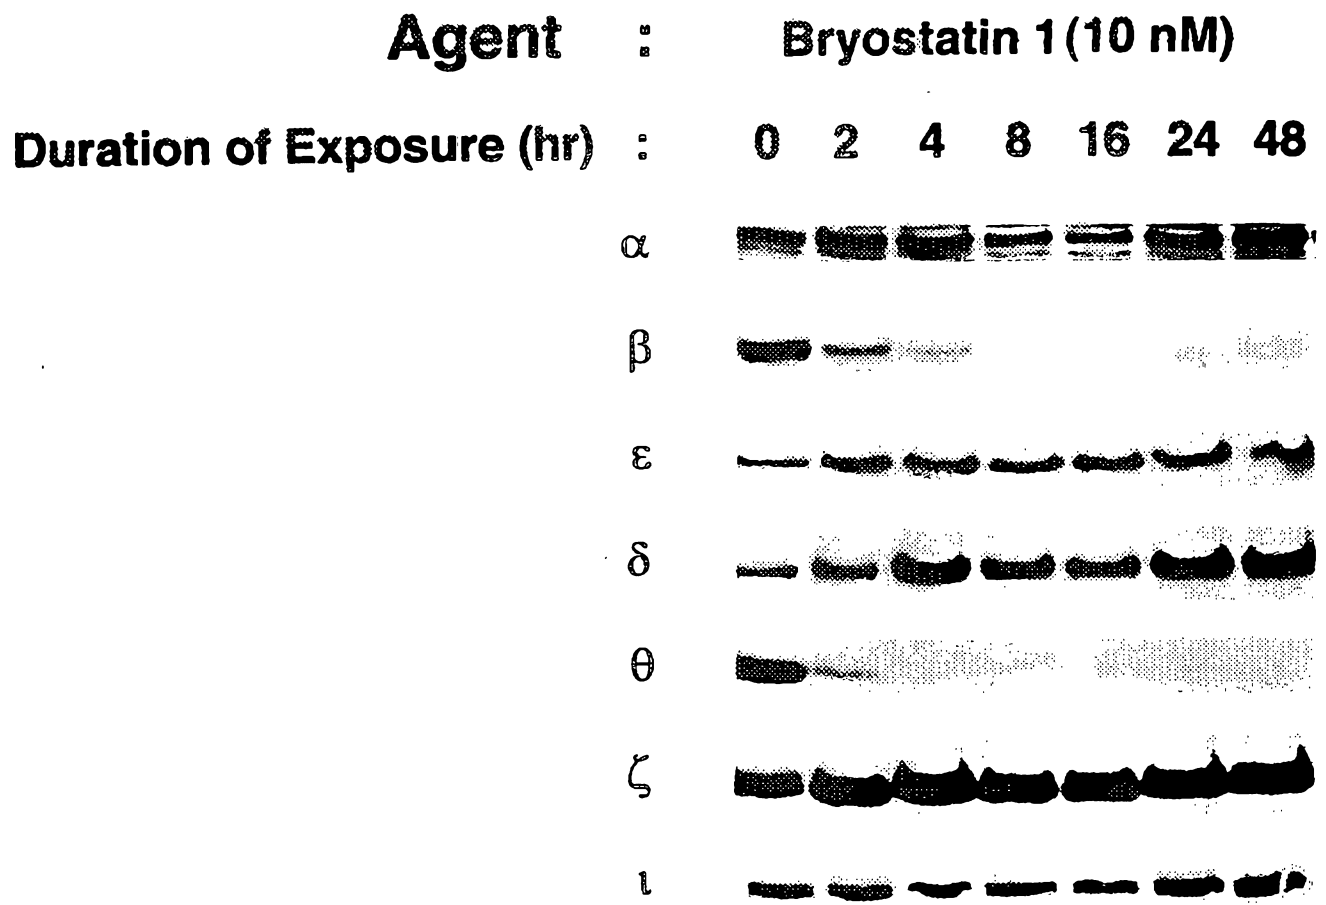 Agent : Bryostatin 1 (10 nM)
Duration of Exposure (hr) : 0 2 4 8 16 24 48
α
β
ε
δ
θ
ζ
ι